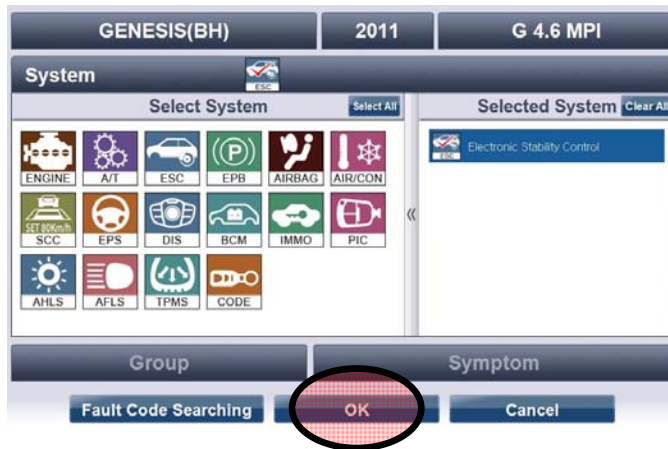 GENESIS(BH) 2011 G 4.6 MPI
System ESC
Select System Select All Selected System Clear All
ESC Electronic Stability Control
ENGINE A/T ESC EPB AIRBAG AIR/CON
SET 80Km/h
SCC EPS DIS BCM IMMO PIC
AHLS AFLS TPMS CODE
Group Symptom
Fault Code Searching OK Cancel